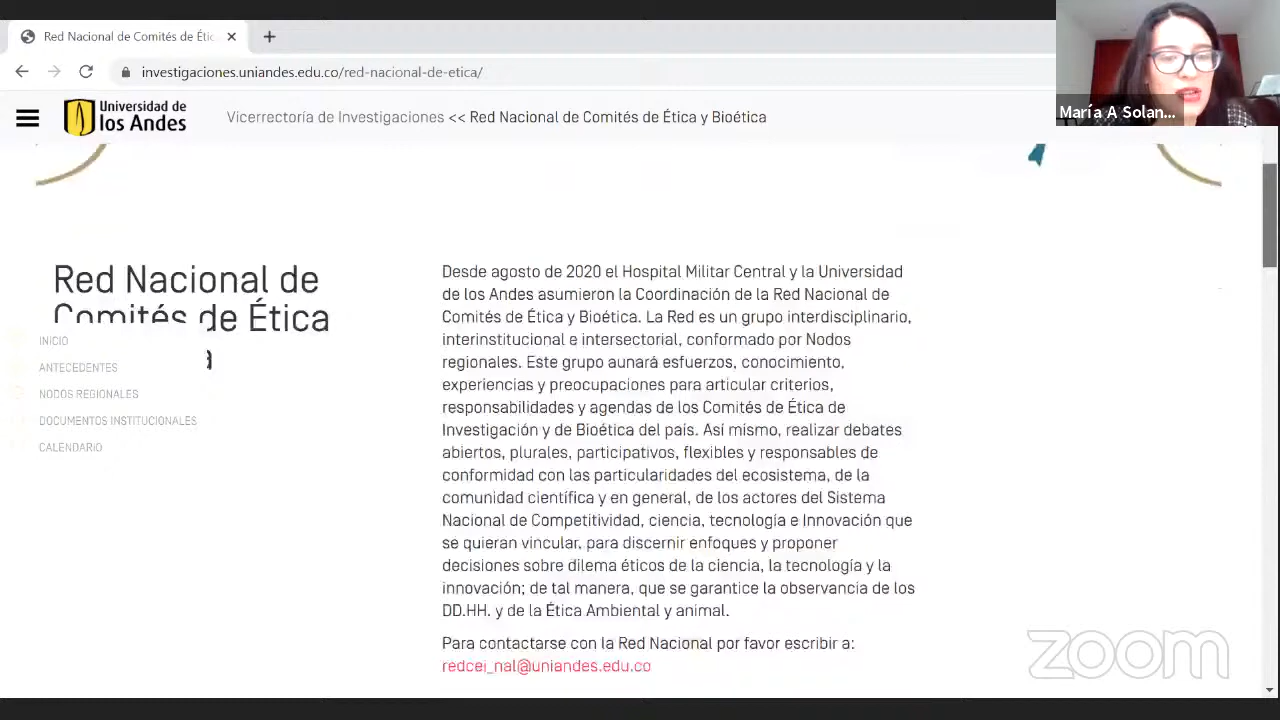 Red Nacional de Comités de Étic
investigaciones.uniandes.edu.co/red-nacional-de-etica/
Universidad de
los Andes
Vicerrectoría de Investigaciones << Red Nacional de Comités de Ética y Bioética
María A Solan...
Red Nacional de
Comités de Ética
a
INICIO
ANTECEDENTES
NODOS REGIONALES
DOCUMENTOS INSTITUCIONALES
CALENDARIO
Desde agosto de 2020 el Hospital Militar Central y la Universidad
de los Andes asumieron la Coordinación de la Red Nacional de
Comités de Ética y Bioética. La Red es un grupo interdisciplinario,
interinstitucional e intersectorial, conformado por Nodos
regionales. Este grupo aunará esfuerzos, conocimiento,
experiencias y preocupaciones para articular criterios,
responsabilidades y agendas de los Comités de Ética de
Investigación y de Bioética del país. Así mismo, realizar debates
abiertos, plurales, participativos, flexibles y responsables de
conformidad con las particularidades del ecosistema, de la
comunidad científica y en general, de los actores del Sistema
Nacional de Competitividad, ciencia, tecnología e Innovación que
se quieran vincular, para discernir enfoques y proponer
decisiones sobre dilema éticos de la ciencia, la tecnología y la
innovación; de tal manera, que se garantice la observancia de los
DD.HH. y de la Ética Ambiental y animal.
Para contactarse con la Red Nacional por favor escribir a:
redcei_nal@uniandes.edu.co
zoom